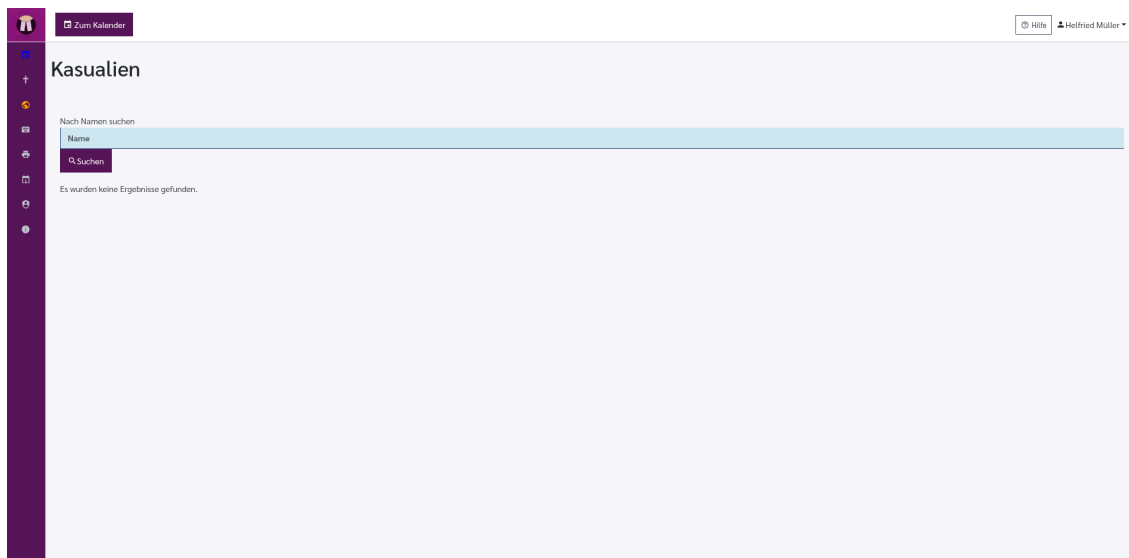 Zum Kalender
Hilfe
Helfried Müller
Kasualien
Nach Namen suchen
Name
Suchen
Es wurden keine Ergebnisse gefunden.